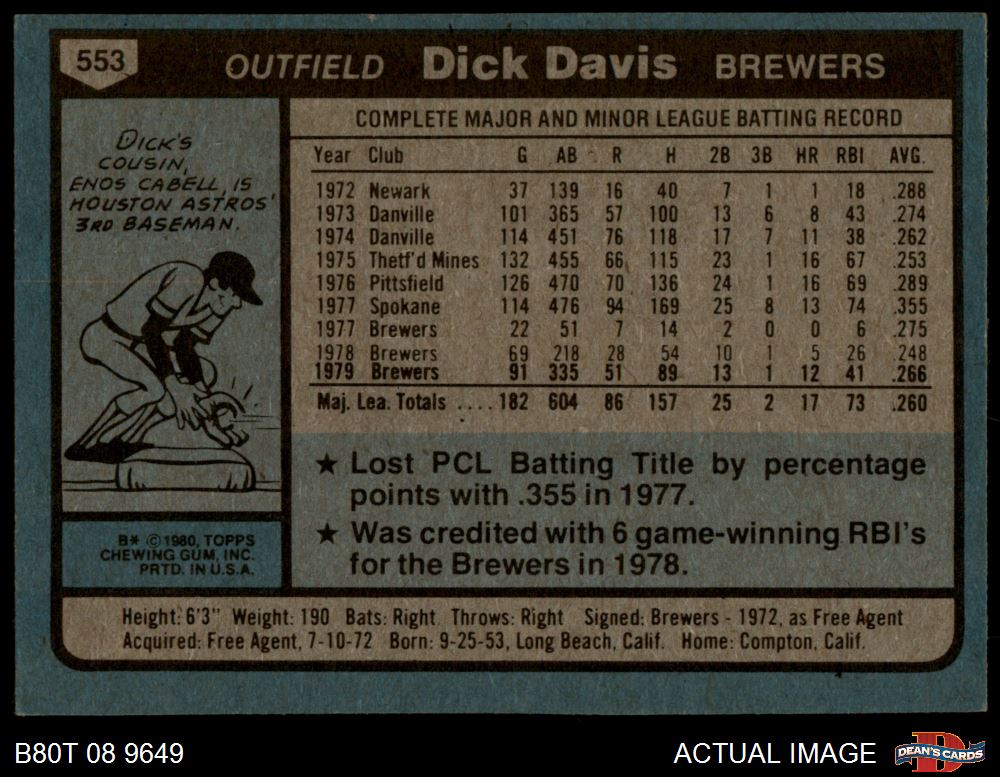 553 OUTFIELD Dick Davis BREWERS
DICK'S
COUSIN,
ENOS CABELL, IS
HOUSTON ASTROS'
3RD BASEMAN.
B* © 1980, TOPPS
CHEWING GUM, INC.
PRTD. IN U.S.A.
COMPLETE MAJOR AND MINOR LEAGUE BATTING RECORD
Year Club G AB R H 2B 3B HR RBI AVG.
1972 Newark 37 139 16 40 7 1 1 18 .288
1973 Danville 101 365 57 100 13 6 8 43 .274
1974 Danville 114 451 76 118 17 7 11 38 .262
1975 Thetf'd Mines 132 455 66 115 23 1 16 67 .253
1976 Pittsfield 126 470 70 136 24 1 16 69 .289
1977 Spokane 114 476 94 169 25 8 13 74 .355
1977 Brewers 22 51 7 14 2 0 0 6 .275
1978 Brewers 69 218 28 54 10 1 5 26 .248
1979 Brewers 91 335 51 89 13 1 12 41 .266
Maj. Lea. Totals .... 182 604 86 157 25 2 17 73 .260
★ Lost PCL Batting Title by percentage
points with .355 in 1977.
★ Was credited with 6 game-winning RBI's
for the Brewers in 1978.
Height: 6'3" Weight: 190 Bats: Right Throws: Right Signed: Brewers - 1972, as Free Agent
Acquired: Free Agent, 7-10-72 Born: 9-25-53, Long Beach, Calif. Home: Compton, Calif.
B80T 08 9649 ACTUAL IMAGE DEAN'S CARDS